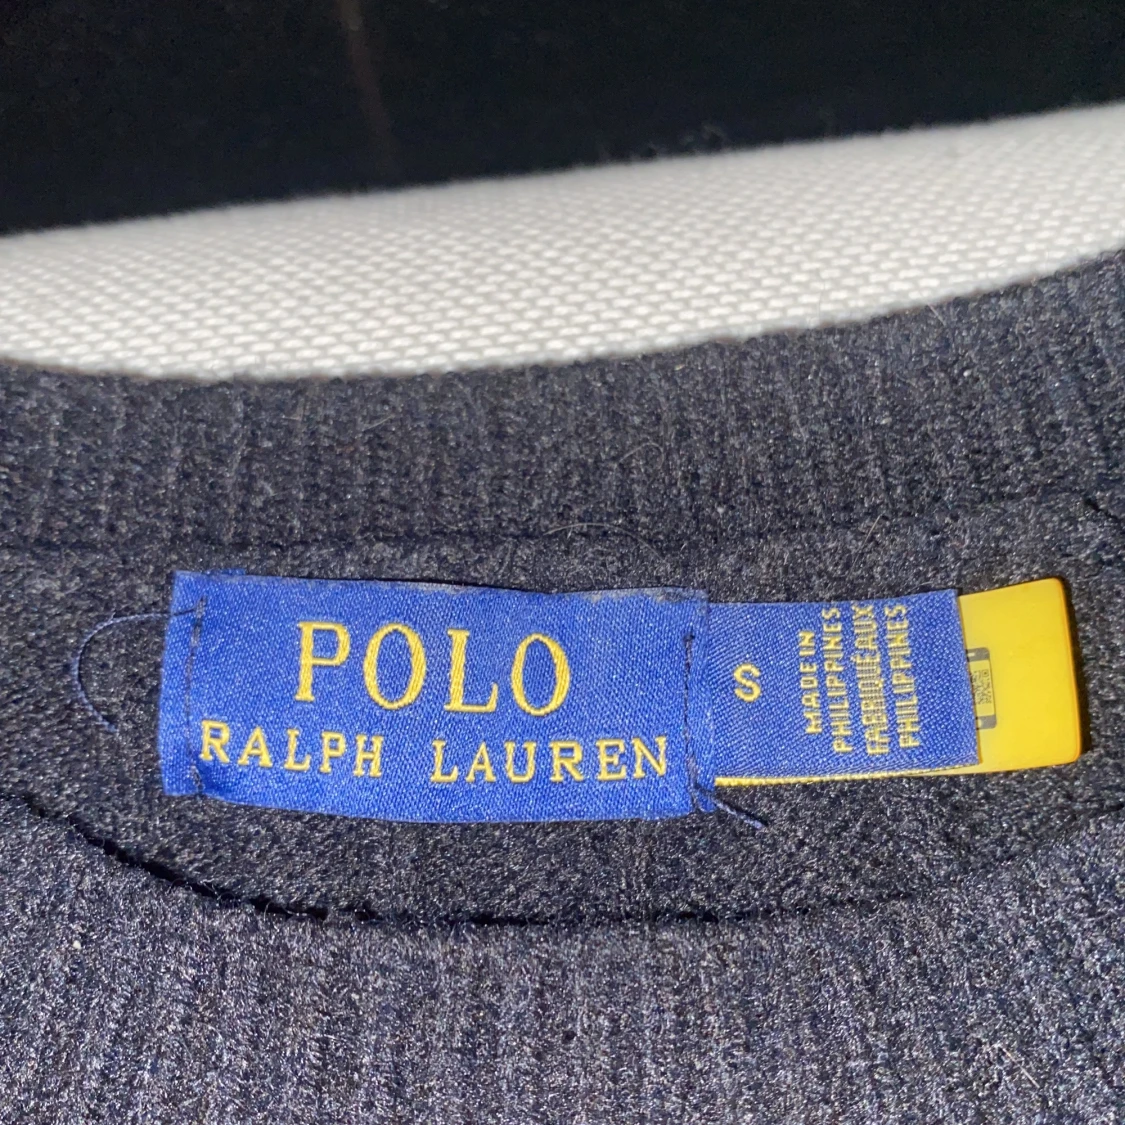 POLO
RALPH LAUREN
S
MADE IN
PHILIPPINES
FABRIQUÉ AUX
PHILIPPINES